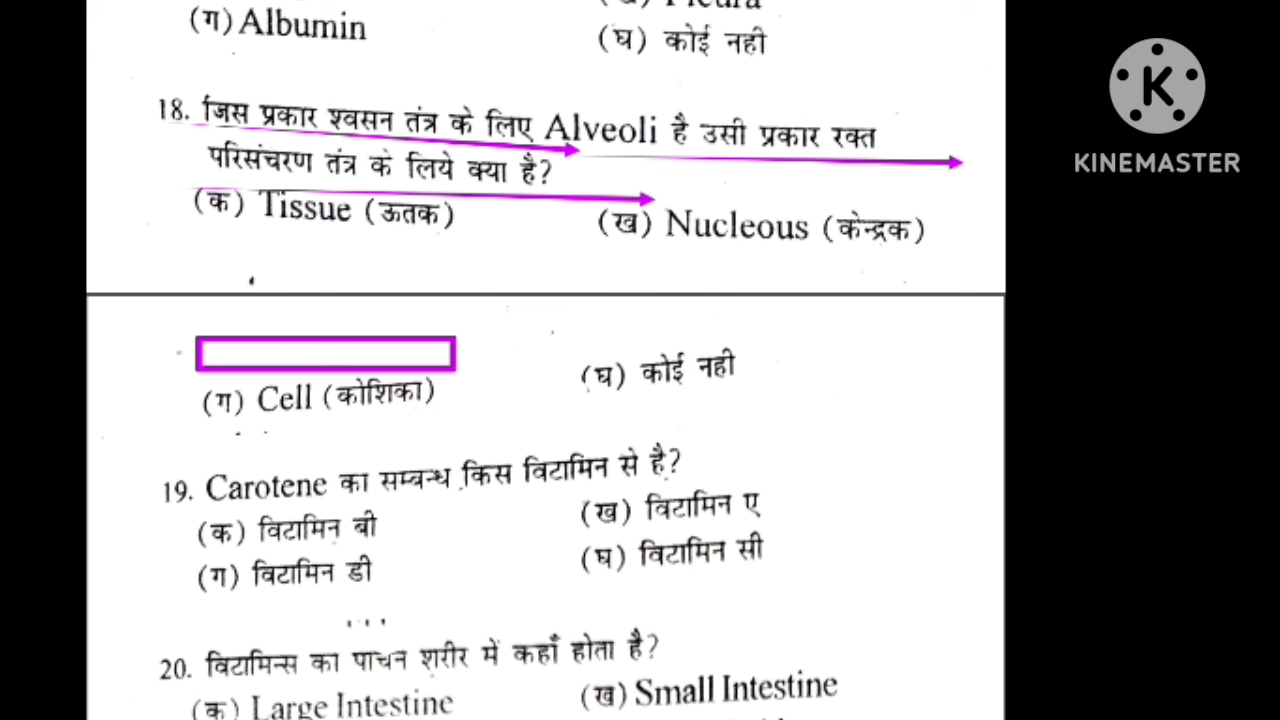 (ग) Albumin
(घ) कोई नही
18. जिस प्रकार श्वसन तंत्र के लिए Alveoli है उसी प्रकार रक्त
परिसंचरण तंत्र के लिये क्या है?
(क) Tissue (ऊतक)
(ख) Nucleous (केन्द्रक)
(ग) Cell (कोशिका)
(घ) कोई नही
19. Carotene का सम्बन्ध किस विटामिन से है?
(क) विटामिन बी
(ख) विटामिन ए
(ग) विटामिन डी
(घ) विटामिन सी
20. विटामिन्स का पाचन शरीर में कहाँ होता है?
(क) Large Intestine
(ख) Small Intestine
KINEMASTER